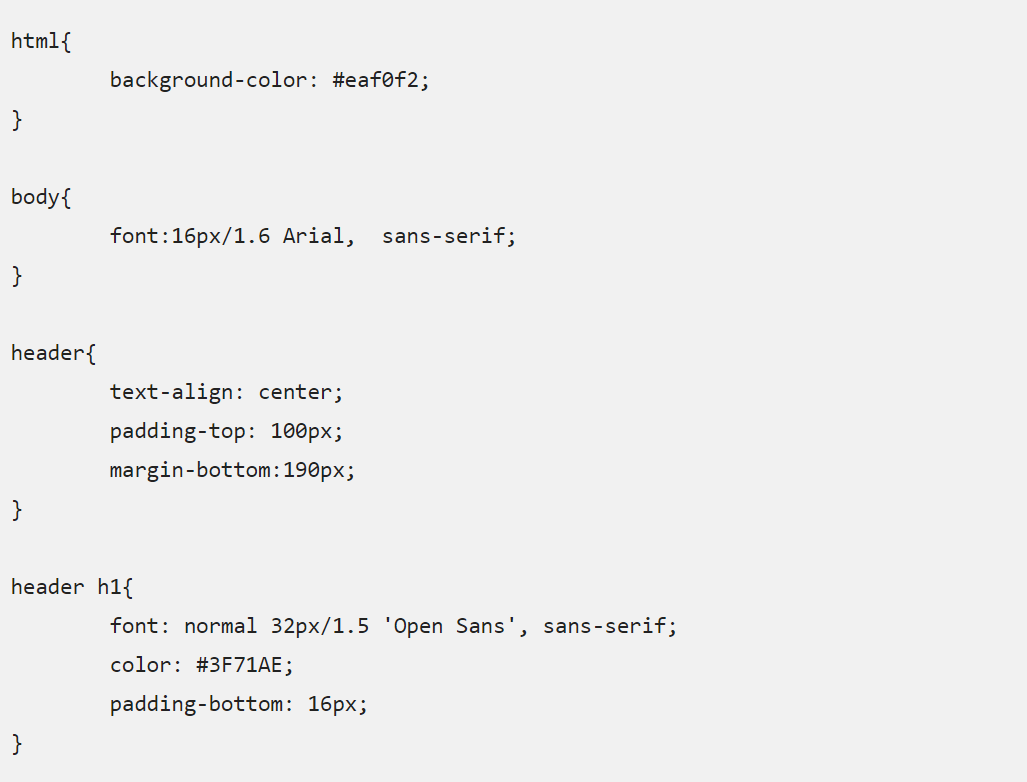 html{
        background-color: #eaf0f2;
}
body{
        font:16px/1.6 Arial,  sans-serif;
}
header{
        text-align: center;
        padding-top: 100px;
        margin-bottom:190px;
}
header h1{
        font: normal 32px/1.5 'Open Sans', sans-serif;
        color: #3F71AE;
        padding-bottom: 16px;
}